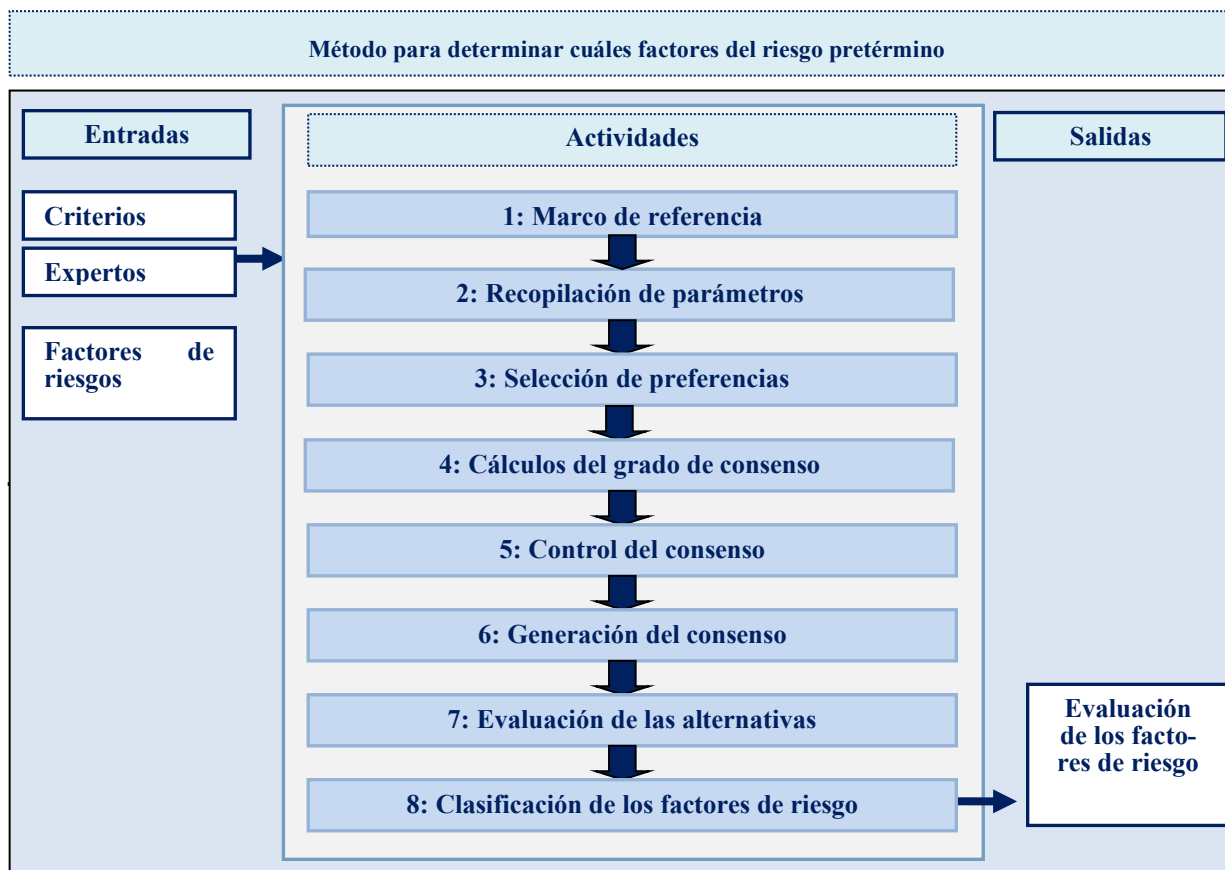 Método para determinar cuáles factores del riesgo pretérmino
Entradas
Criterios
Expertos
Factores de
riesgos
Actividades
1: Marco de referencia
2: Recopilación de parámetros
3: Selección de preferencias
4: Cálculos del grado de consenso
5: Control del consenso
6: Generación del consenso
7: Evaluación de las alternativas
8: Clasificación de los factores de riesgo
Salidas
Evaluación
de los facto-
res de riesgo